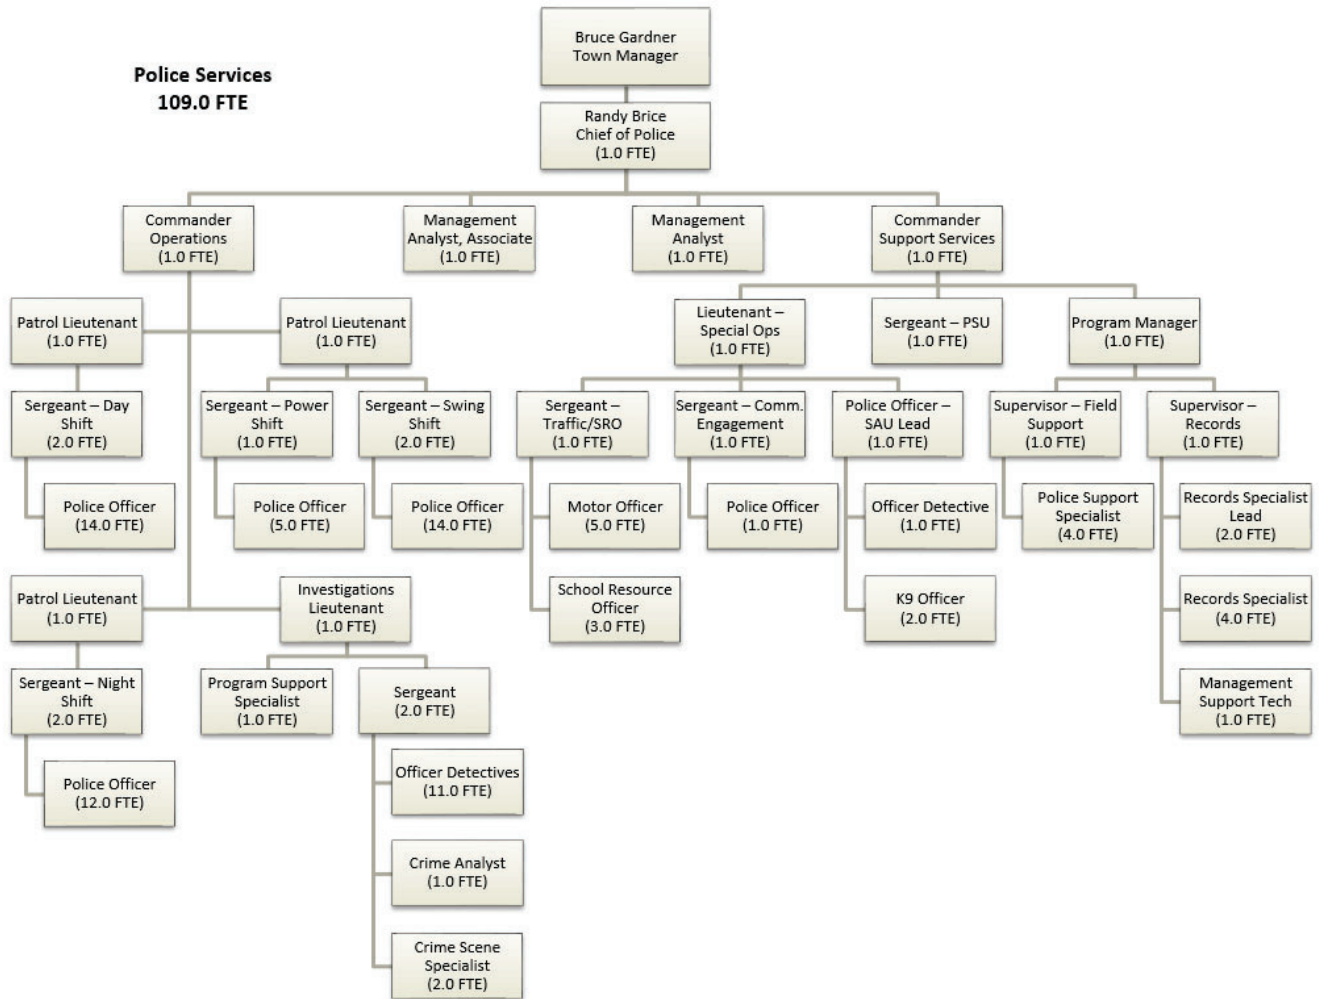 Police Services
109.0 FTE
Bruce Gardner
Town Manager
Randy Brice
Chief of Police
(1.0 FTE)
Commander
Operations
(1.0 FTE)
Management
Analyst, Associate
(1.0 FTE)
Management
Analyst
(1.0 FTE)
Commander
Support Services
(1.0 FTE)
Patrol Lieutenant
(1.0 FTE)
Patrol Lieutenant
(1.0 FTE)
Lieutenant –
Special Ops
(1.0 FTE)
Sergeant – PSU
(1.0 FTE)
Program Manager
(1.0 FTE)
Sergeant – Day
Shift
(2.0 FTE)
Sergeant – Power
Shift
(1.0 FTE)
Sergeant – Swing
Shift
(2.0 FTE)
Sergeant –
Traffic/SRO
(1.0 FTE)
Sergeant – Comm.
Engagement
(1.0 FTE)
Police Officer –
SAU Lead
(1.0 FTE)
Supervisor – Field
Support
(1.0 FTE)
Supervisor –
Records
(1.0 FTE)
Police Officer
(14.0 FTE)
Police Officer
(5.0 FTE)
Police Officer
(14.0 FTE)
Motor Officer
(5.0 FTE)
Police Officer
(1.0 FTE)
Officer Detective
(1.0 FTE)
Police Support
Specialist
(4.0 FTE)
Records Specialist
Lead
(2.0 FTE)
Patrol Lieutenant
(1.0 FTE)
Investigations
Lieutenant
(1.0 FTE)
School Resource
Officer
(3.0 FTE)
K9 Officer
(2.0 FTE)
Records Specialist
(4.0 FTE)
Sergeant – Night
Shift
(2.0 FTE)
Program Support
Specialist
(1.0 FTE)
Sergeant
(2.0 FTE)
Management
Support Tech
(1.0 FTE)
Police Officer
(12.0 FTE)
Officer Detectives
(11.0 FTE)
Crime Analyst
(1.0 FTE)
Crime Scene
Specialist
(2.0 FTE)